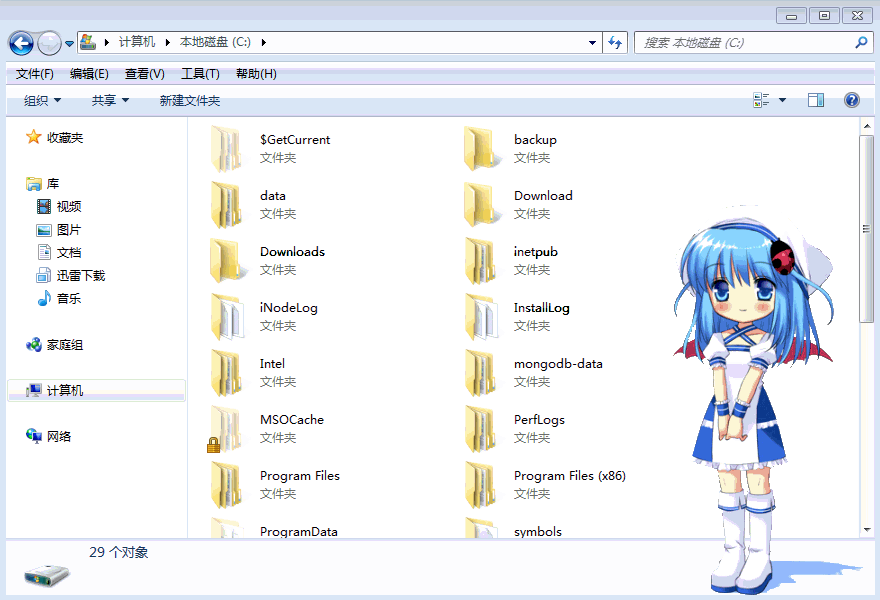 计算机 本地磁盘 (C:)
搜索 本地磁盘 (C:)
文件(F) 编辑(E) 查看(V) 工具(T) 帮助(H)
组织 共享 新建文件夹
收藏夹
库
视频
图片
文档
迅雷下载
音乐
家庭组
计算机
网络
$GetCurrent
文件夹
backup
文件夹
data
文件夹
Download
文件夹
Downloads
文件夹
inetpub
文件夹
iNodeLog
文件夹
InstallLog
文件夹
Intel
文件夹
mongodb-data
文件夹
MSOCache
文件夹
PerfLogs
文件夹
Program Files
文件夹
Program Files (x86)
文件夹
ProgramData
symbols
29 个对象